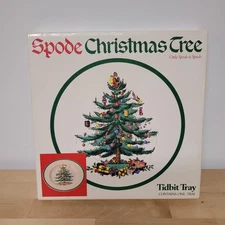 Spode Christmas Tree
Only Spode is Spode
Tidbit Tray